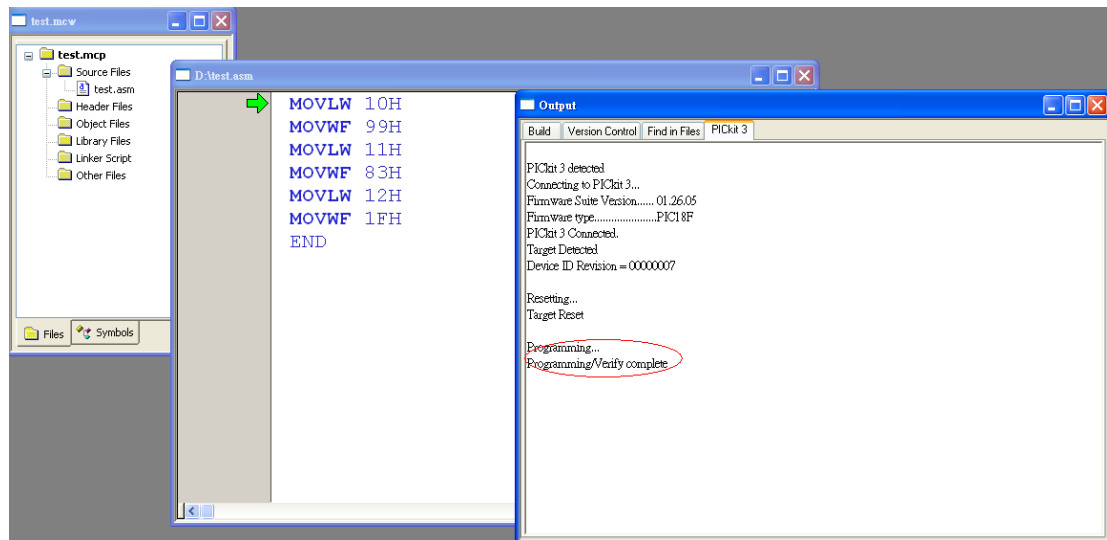 test.mcw
test.mcp
Source Files
test.asm
Header Files
Object Files
Library Files
Linker Script
Other Files
Files
Symbols
D:\test.asm
MOVLW 10H
MOVWF 99H
MOVLW 11H
MOVWF 83H
MOVLW 12H
MOVWF 1FH
END
Output
Build Version Control Find in Files PICkit 3
PICkit 3 detected
Connecting to PICkit 3...
Firmware Suite Version...... 01.26.05
Firmware type......................PIC18F
PICkit 3 Connected.
Target Detected
Device ID Revision = 00000007
Resetting...
Target Reset
Programming...
Programming/Verify complete